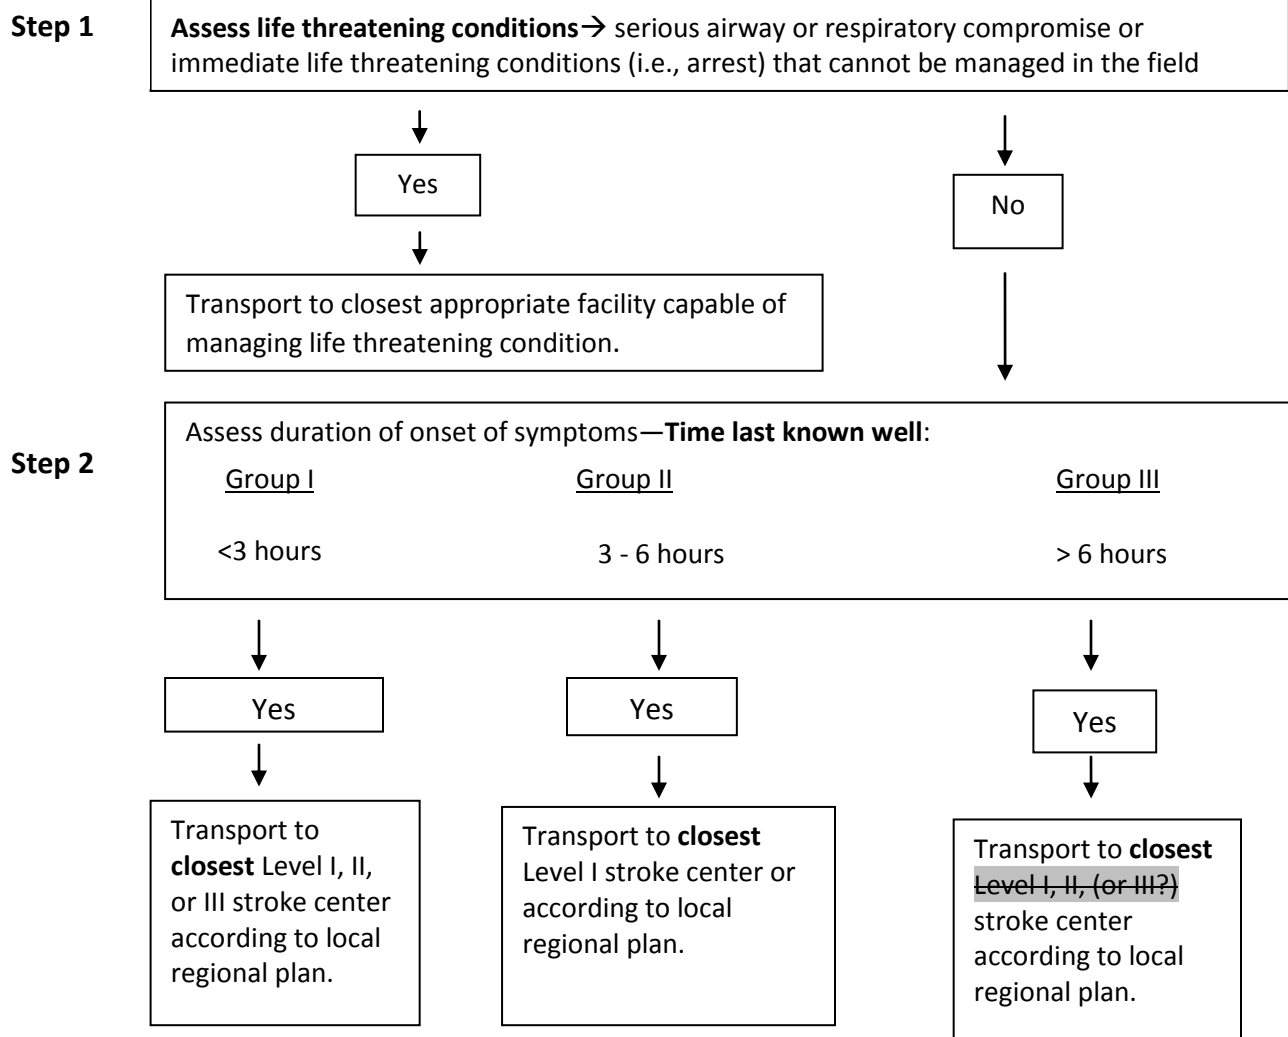 Step 1
Assess life threatening conditions→ serious airway or respiratory compromise or
immediate life threatening conditions (i.e., arrest) that cannot be managed in the field
Yes
No
Transport to closest appropriate facility capable of
managing life threatening condition.
Step 2
Assess duration of onset of symptoms—Time last known well:
Group I
Group II
Group III
<3 hours
3 - 6 hours
> 6 hours
Yes
Yes
Yes
Transport to
closest Level I, II,
or III stroke center
according to local
regional plan.
Transport to closest
Level I stroke center or
according to local
regional plan.
Transport to closest
Level I, II, (or III?)
stroke center
according to local
regional plan.